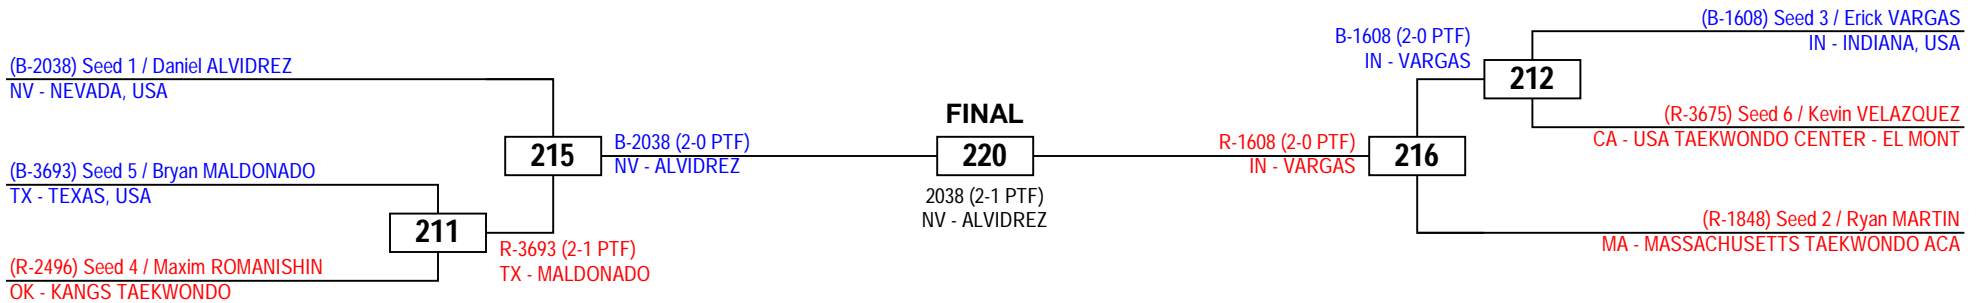 (B-2038) Seed 1 / Daniel ALVIDREZ
NV - NEVADA, USA
(B-3693) Seed 5 / Bryan MALDONADO
TX - TEXAS, USA
(R-2496) Seed 4 / Maxim ROMANISHIN
OK - KANGS TAEKWONDO
211
R-3693 (2-1 PTF)
TX - MALDONADO
215
B-2038 (2-0 PTF)
NV - ALVIDREZ
FINAL
220
2038 (2-1 PTF)
NV - ALVIDREZ
R-1608 (2-0 PTF)
IN - VARGAS
216
B-1608 (2-0 PTF)
IN - VARGAS
212
(B-1608) Seed 3 / Erick VARGAS
IN - INDIANA, USA
(R-3675) Seed 6 / Kevin VELAZQUEZ
CA - USA TAEKWONDO CENTER - EL MONT
(R-1848) Seed 2 / Ryan MARTIN
MA - MASSACHUSETTS TAEKWONDO ACA